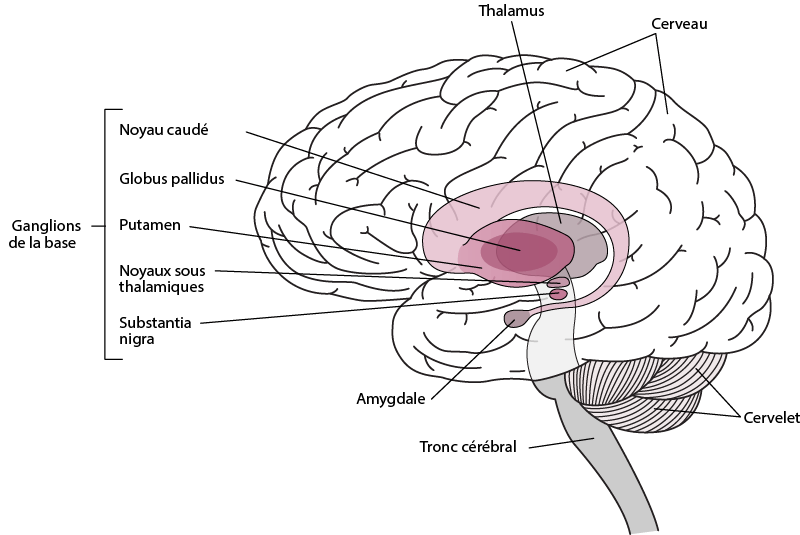 Thalamus
Cerveau
Noyau caudé
Globus pallidus
Ganglions
de la base
Putamen
Noyaux sous
thalamiques
Substantia
nigra
Amygdale
Cervelet
Tronc cérébral